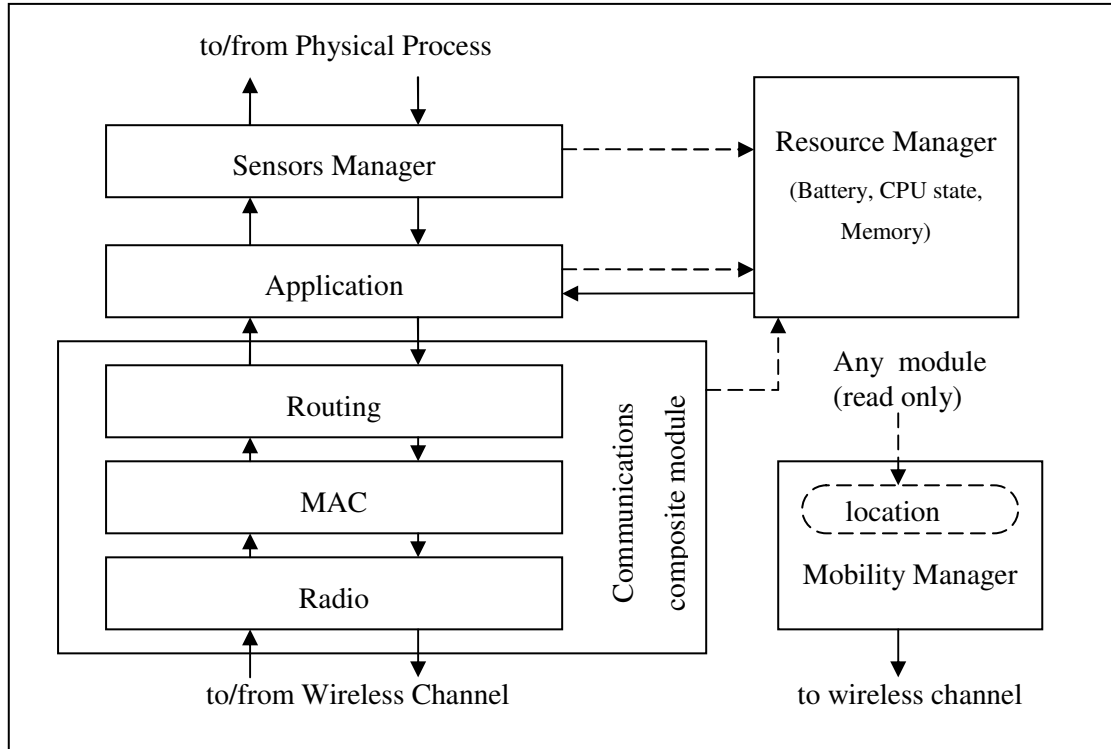 to/from Physical Process
Sensors Manager
Resource Manager
(Battery, CPU state,
Memory)
Application
Routing
MAC
Radio
Communications
composite module
Any module
(read only)
location
Mobility Manager
to/from Wireless Channel
to wireless channel